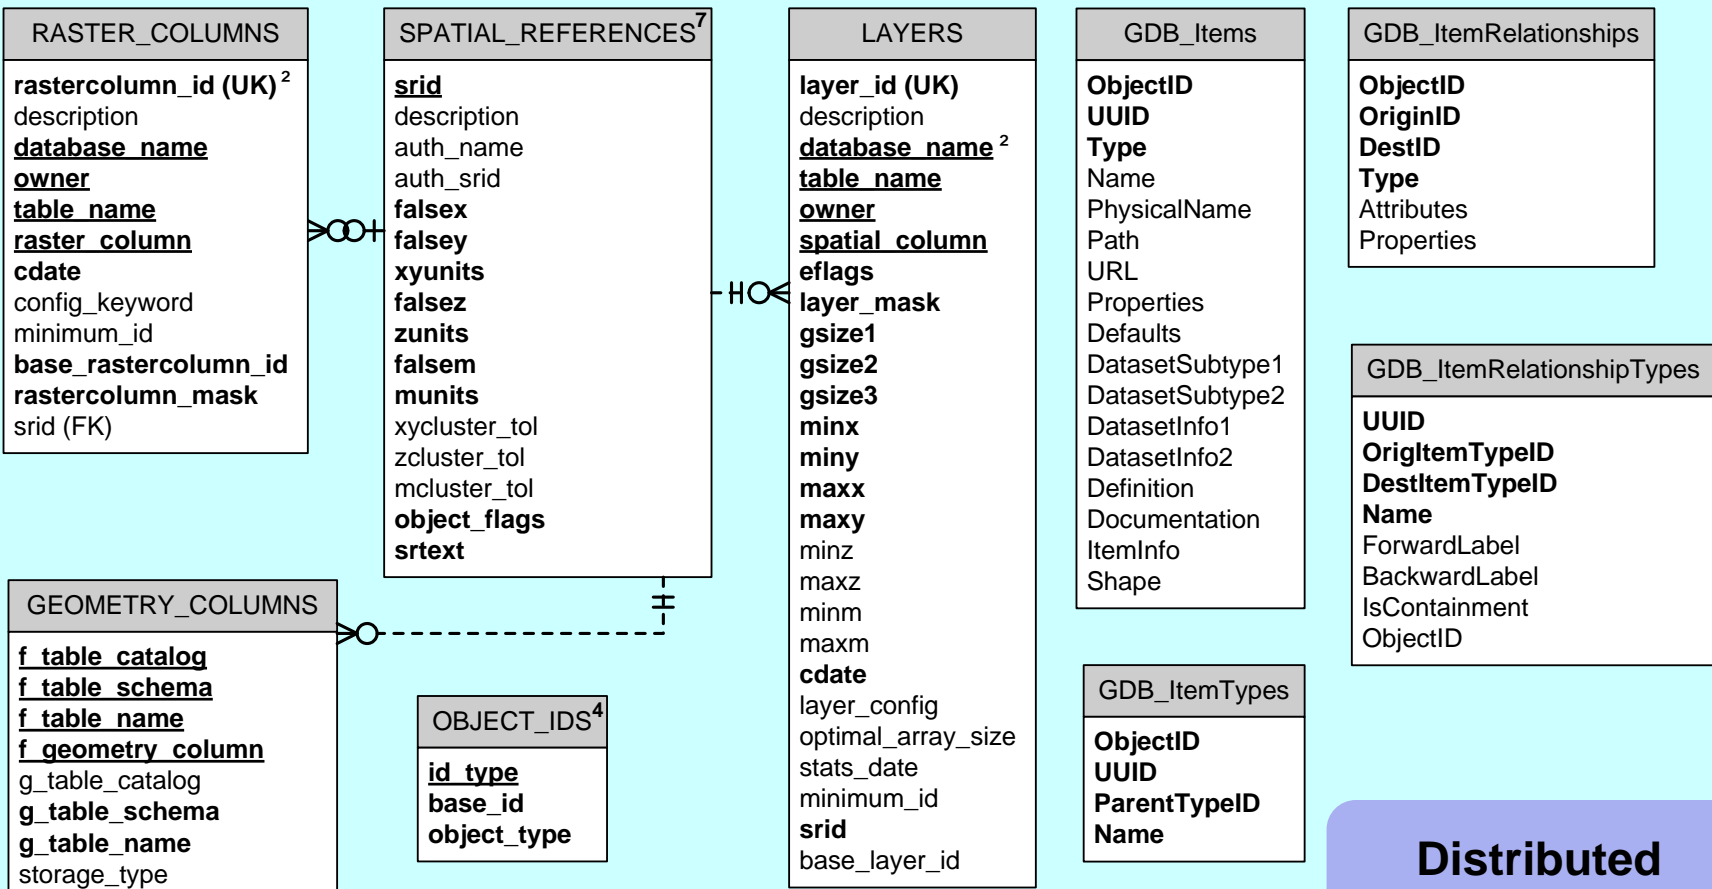 RASTER_COLUMNS
rastercolumn_id (UK) 2
description
database_name
owner
table_name
raster_column
cdate
config_keyword
minimum_id
base_rastercolumn_id
rastercolumn_mask
srid (FK)
SPATIAL_REFERENCES7
srid
description
auth_name
auth_srid
falsex
falsey
xyunits
falsez
zunits
falsem
munits
xycluster_tol
zcluster_tol
mcluster_tol
object_flags
srtext
LAYERS
layer_id (UK)
description
database_name 2
table_name
owner
spatial_column
eflags
layer_mask
gsize1
gsize2
gsize3
minx
miny
maxx
maxy
minz
maxz
minm
maxm
cdate
layer_config
optimal_array_size
stats_date
minimum_id
srid
base_layer_id
GDB_Items
ObjectID
UUID
Type
Name
PhysicalName
Path
URL
Properties
Defaults
DatasetSubtype1
DatasetSubtype2
DatasetInfo1
DatasetInfo2
Definition
Documentation
ItemInfo
Shape
GDB_ItemRelationships
ObjectID
OriginID
DestID
Type
Attributes
Properties
GDB_ItemRelationshipTypes
UUID
OrigItemTypeID
DestItemTypeID
Name
ForwardLabel
BackwardLabel
IsContainment
ObjectID
GEOMETRY_COLUMNS
f_table_catalog
f_table_schema
f_table_name
f_geometry_column
g_table_catalog
g_table_schema
g_table_name
storage_type
OBJECT_IDS4
id_type
base_id
object_type
GDB_ItemTypes
ObjectID
UUID
ParentTypeID
Name
Distributed